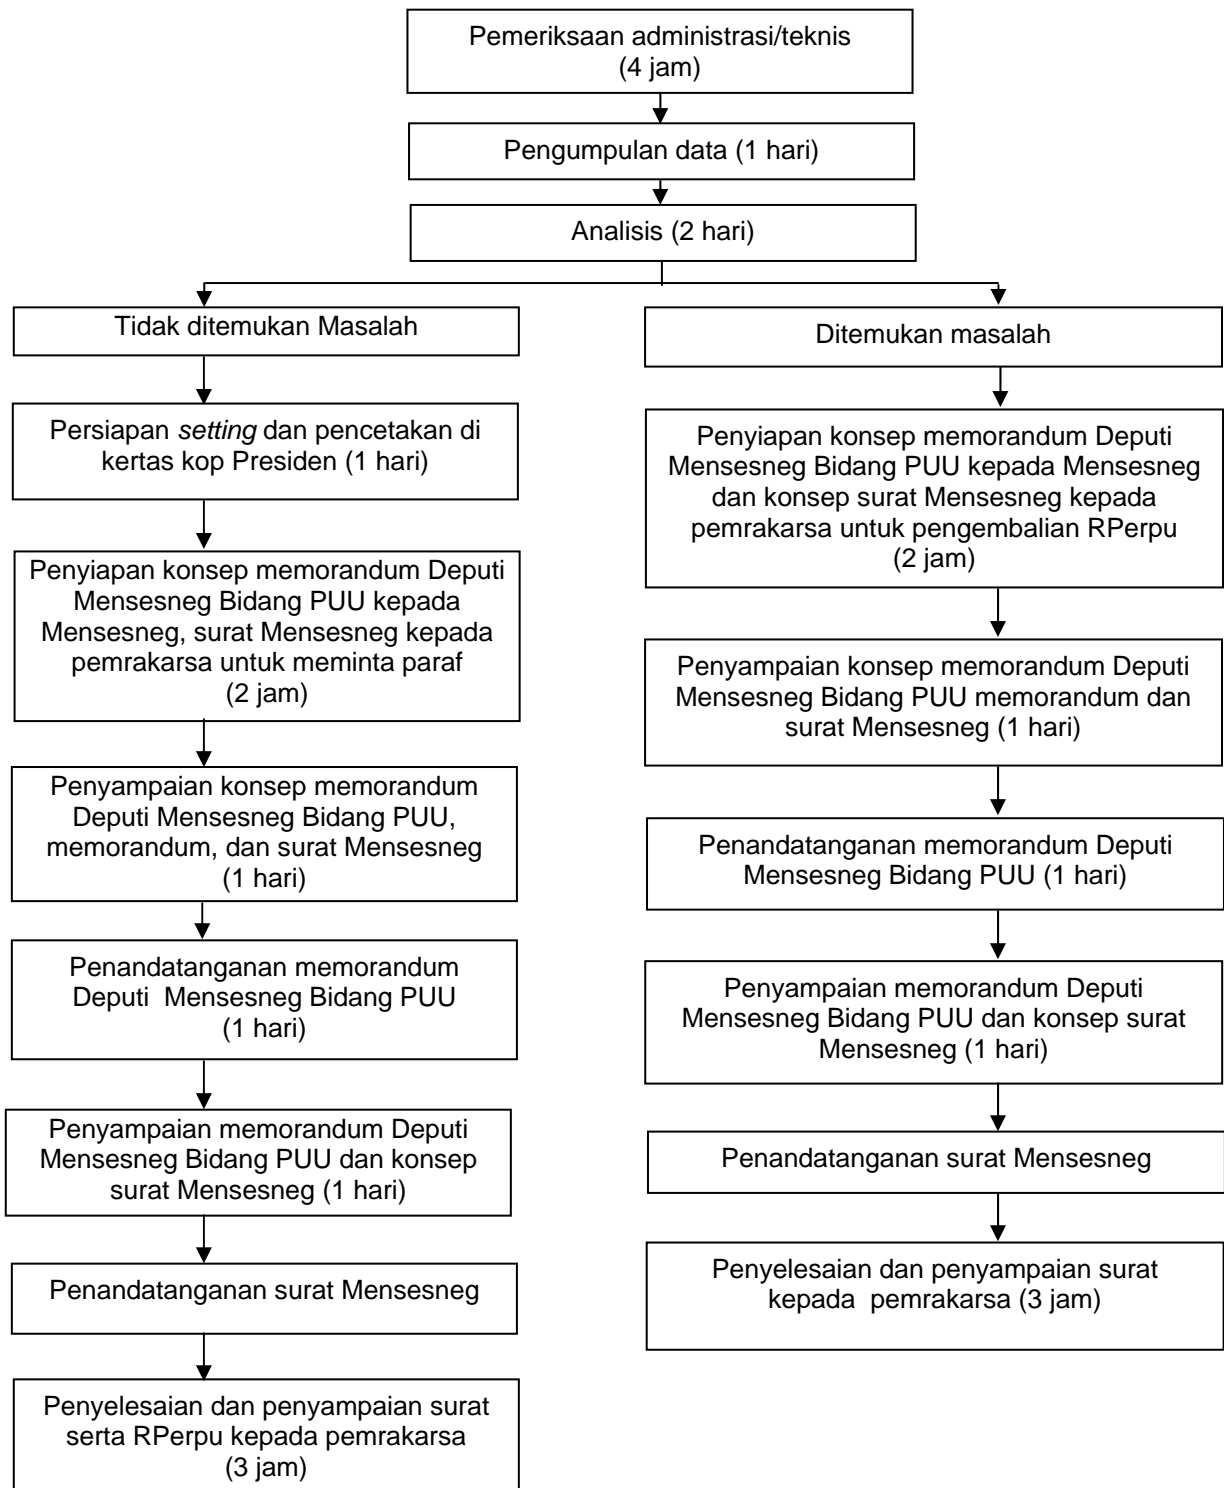 Pemeriksaan administrasi/teknis
(4 jam)
Pengumpulan data (1 hari)
Analisis (2 hari)
Tidak ditemukan Masalah
Persiapan setting dan pencetakan di
kertas kop Presiden (1 hari)
Penyiapan konsep memorandum Deputi
Mensesneg Bidang PUU kepada
Mensesneg, surat Mensesneg kepada
pemrakarsa untuk meminta paraf
(2 jam)
Penyampaian konsep memorandum
Deputi Mensesneg Bidang PUU,
memorandum, dan surat Mensesneg
(1 hari)
Penandatanganan memorandum
Deputi Mensesneg Bidang PUU
(1 hari)
Penyampaian memorandum Deputi
Mensesneg Bidang PUU dan konsep
surat Mensesneg (1 hari)
Penandatanganan surat Mensesneg
Penyelesaian dan penyampaian surat
serta RPerpu kepada pemrakarsa
(3 jam)
Ditemukan masalah
Penyiapan konsep memorandum Deputi
Mensesneg Bidang PUU kepada Mensesneg
dan konsep surat Mensesneg kepada
pemrakarsa untuk pengembalian RPerpu
(2 jam)
Penyampaian konsep memorandum Deputi
Mensesneg Bidang PUU memorandum dan
surat Mensesneg (1 hari)
Penandatanganan memorandum Deputi
Mensesneg Bidang PUU (1 hari)
Penyampaian memorandum Deputi
Mensesneg Bidang PUU dan konsep surat
Mensesneg (1 hari)
Penandatanganan surat Mensesneg
Penyelesaian dan penyampaian surat
kepada pemrakarsa (3 jam)